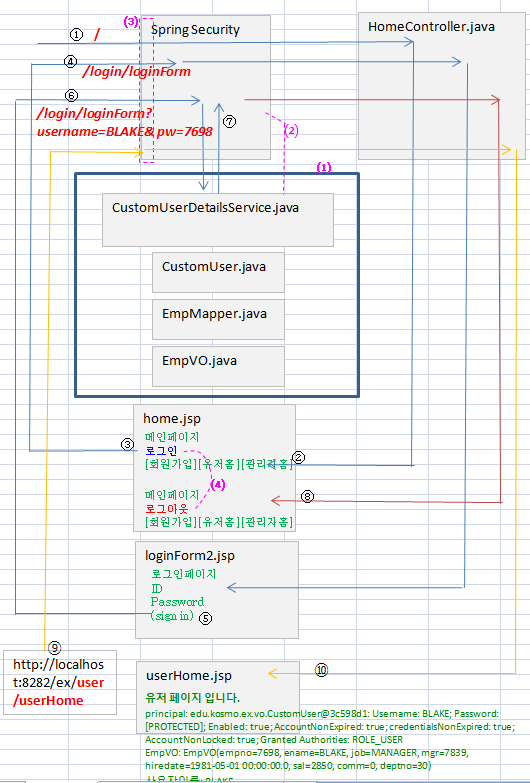 (3)
Spring Security
HomeController.java
① /
④
/login/loginForm
⑥
/login/loginForm?
username=BLAKE& pw=7698
⑦
(2)
(1)
CustomUserDetailsService.java
CustomUser.java
EmpMapper.java
EmpVO.java
home.jsp
메인페이지
③
로그인
[회원가입][유저홈][관리자홈]
②
(4)
메인페이지
⑧
로그아웃
[회원가입][유저홈][관리자홈]
loginForm2.jsp
로그인페이지
ID
Password
(sign in)
⑤
⑨
http://localhos
t:8282/ex/user
/userHome
userHome.jsp
⑩
유저 페이지 입니다.
principal: edu.kosmo.ex.vo.CustomUser@3c598d1: Username: BLAKE; Password:
[PROTECTED]; Enabled: true; AccountNonExpired: true; credentialsNonExpired: true;
AccountNonLocked: true; Granted Authorities: ROLE_USER
EmpVO: EmpVO(empno=7698, ename=BLAKE, job=MANAGER, mgr=7839,
hiredate=1981-05-01 00:00:00.0, sal=2850, comm=0, deptno=30)
사용자이름: BLAKE